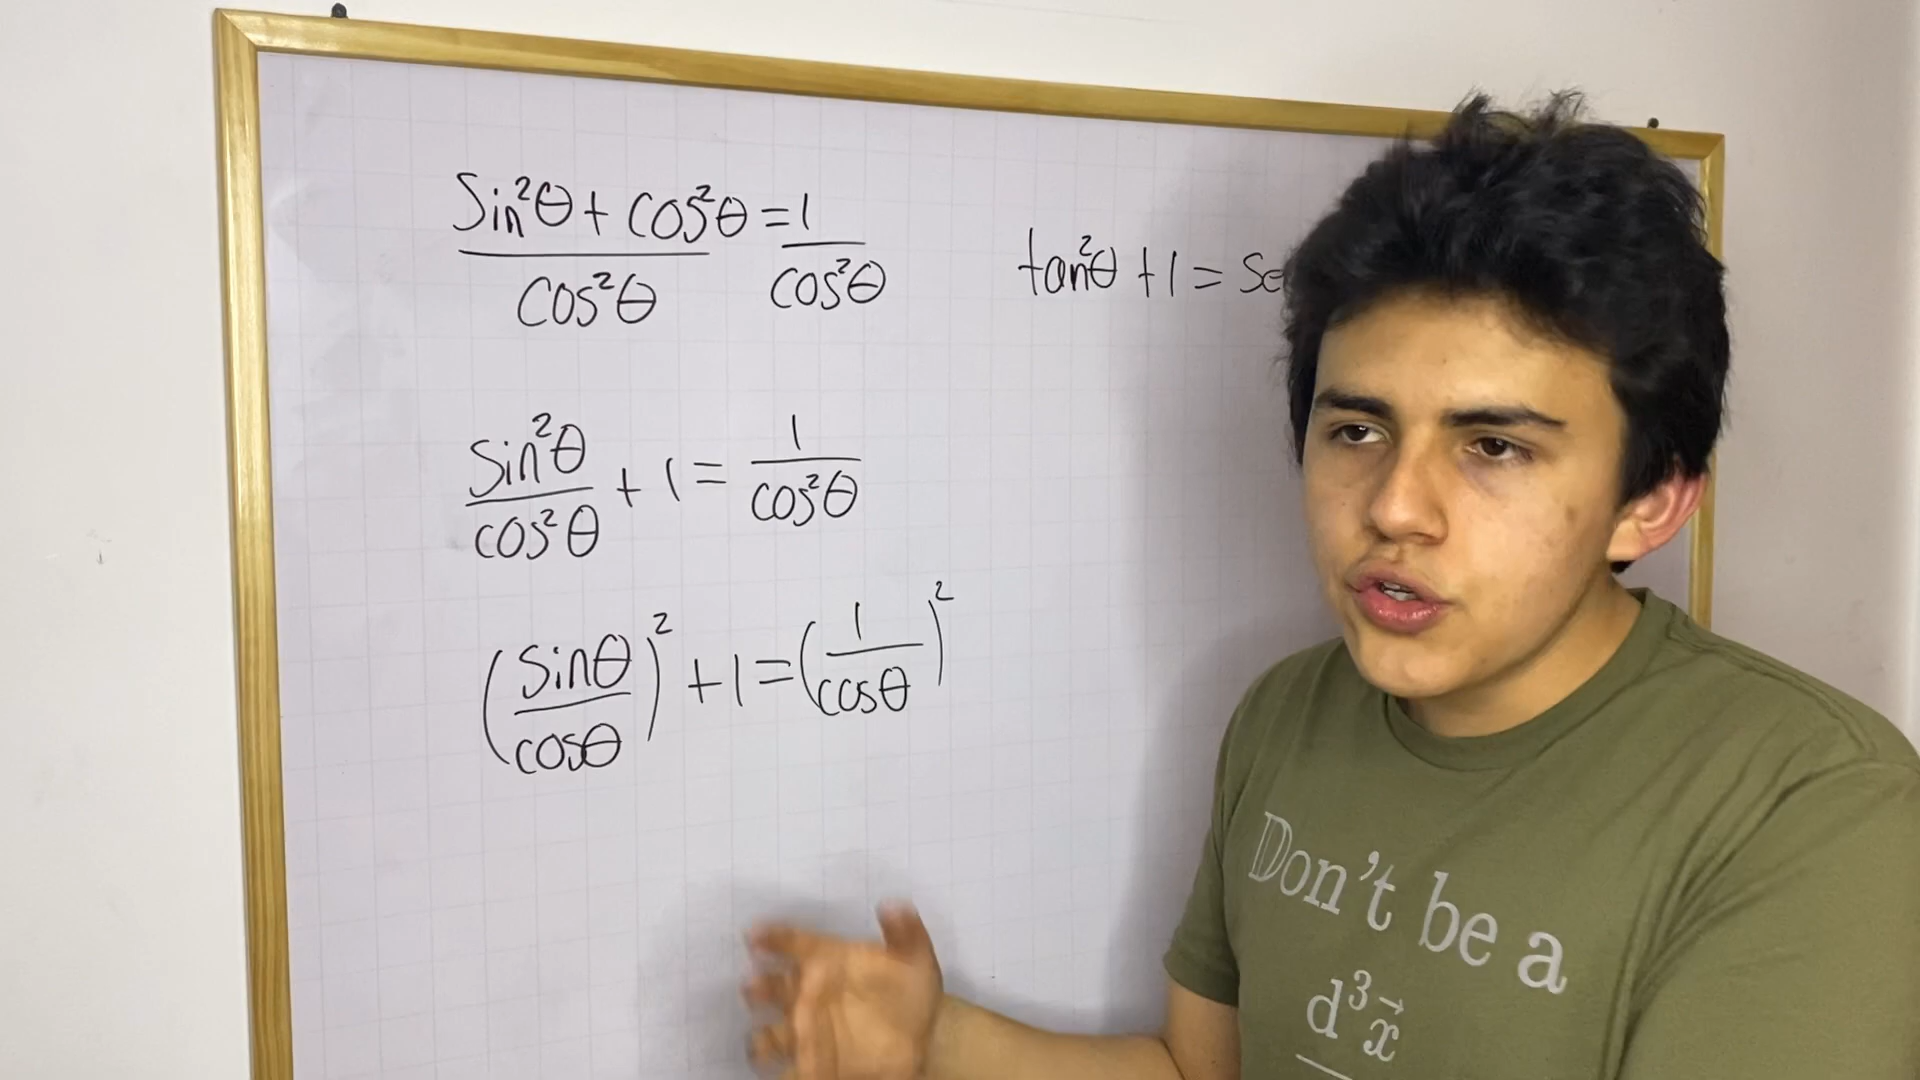 Sin²θ + cos²θ = 1
cos²θ cos²θ
tan²θ + 1 = Se
sin²θ/cos²θ + 1 = 1/cos²θ
(sinθ/cosθ)² + 1 = (1/cosθ)²
Don't be a
d³x⃗